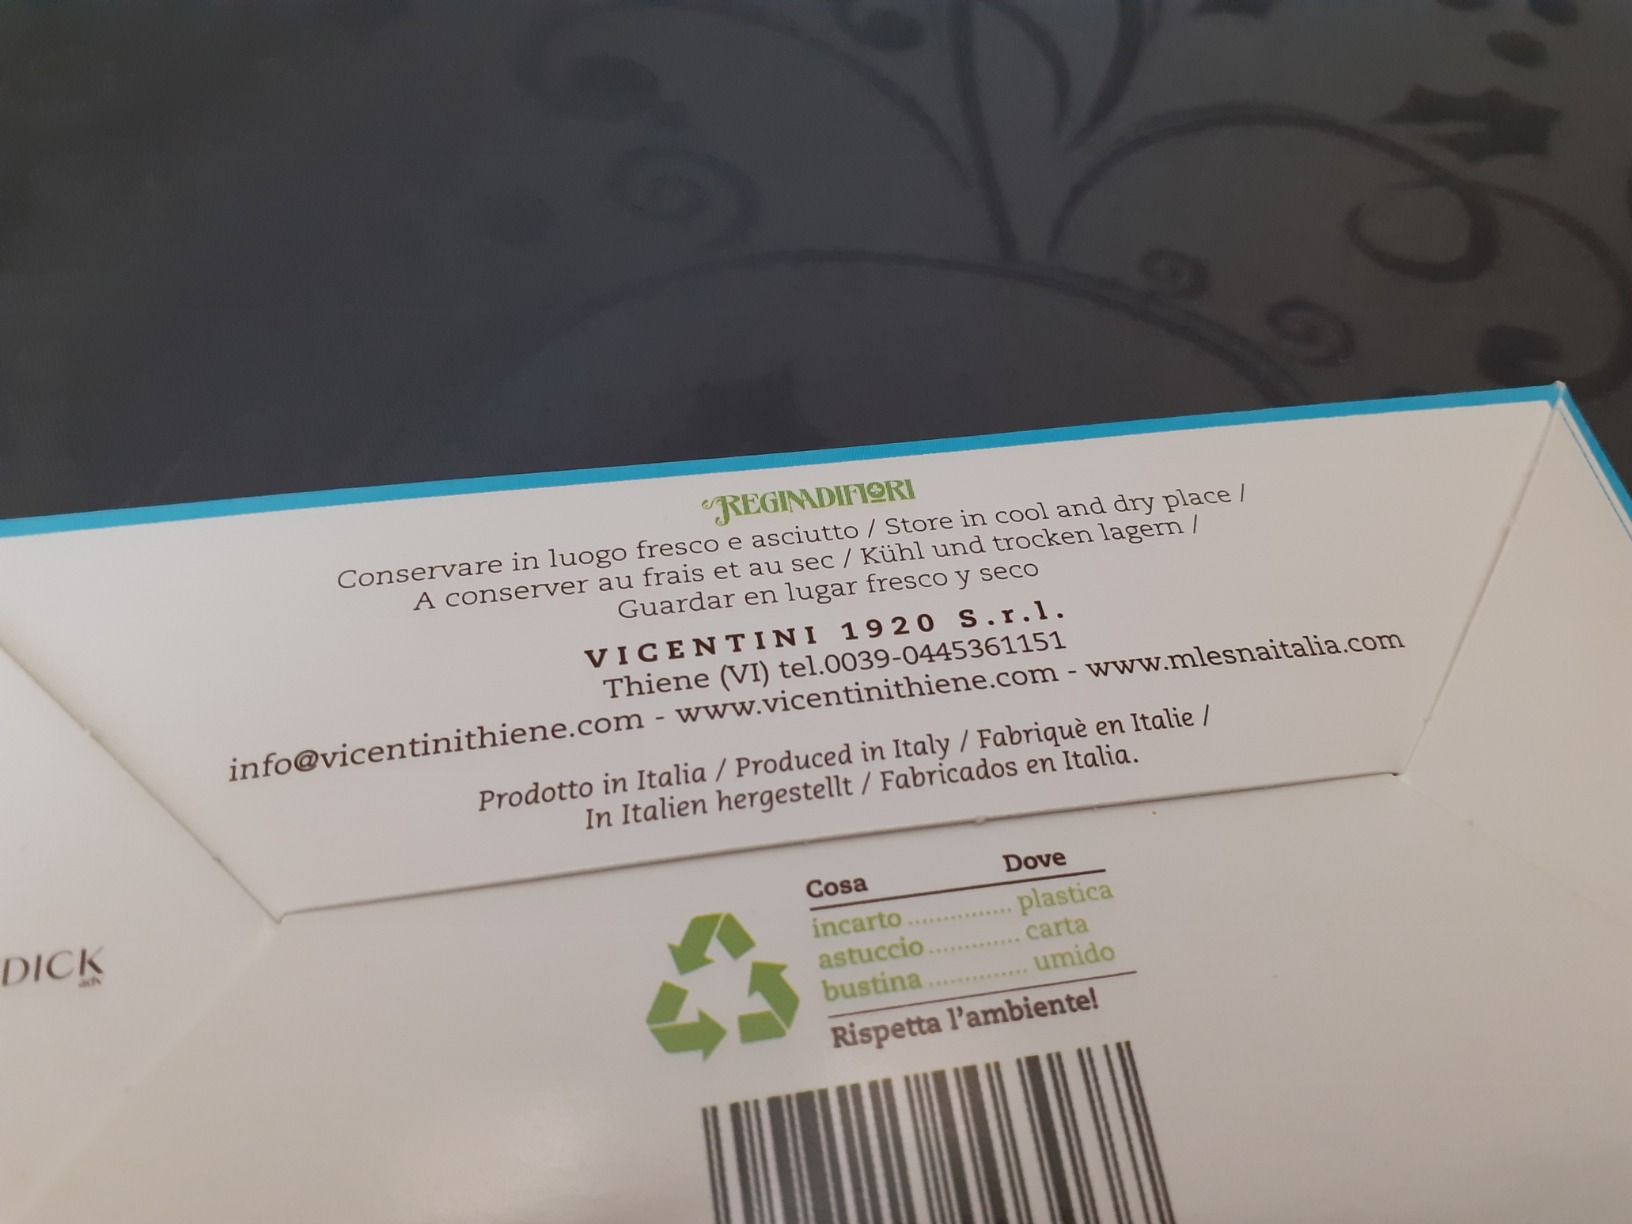 REGINADIFIORI
Conservare in luogo fresco e asciutto / Store in cool and dry place /
A conserver au frais et au sec / Kühl und trocken lagern /
Guardar en lugar fresco y seco
VICENTINI 1920 S.r.l.
Thiene (VI) tel.0039-0445361151
info@vicentinithiene.com - www.vicentinithiene.com - www.mlesnaitalia.com
Prodotto in Italia / Produced in Italy / Fabriquè en Italie /
In Italien hergestellt / Fabricados en Italia.
DICK
Cosa Dove
incarto ............... plastica
astuccio ............. carta
bustina .............. umido
Rispetta l'ambiente!